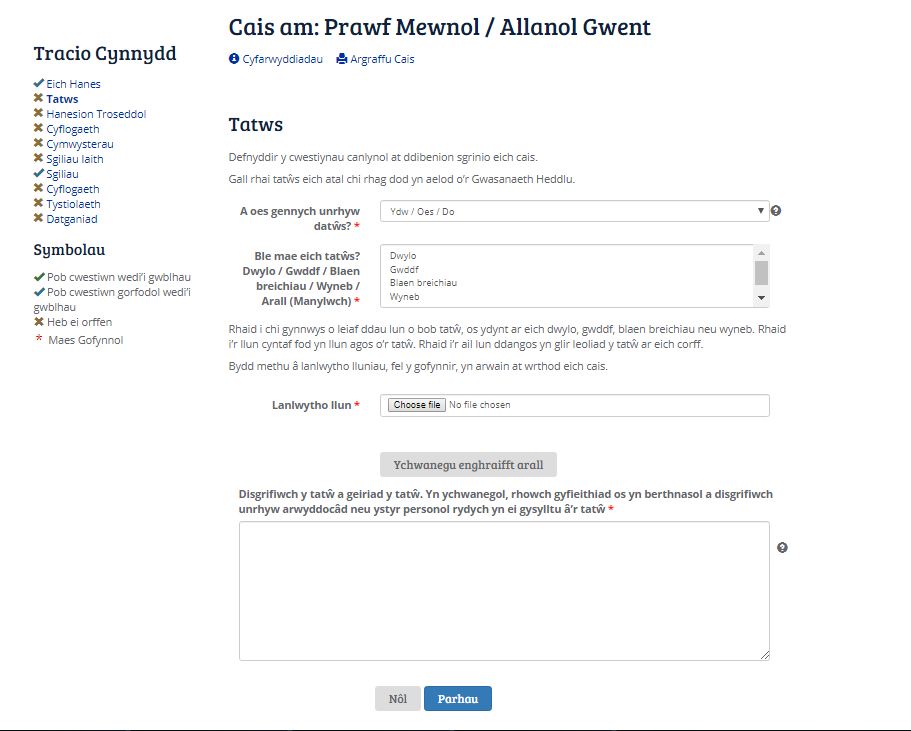 Cais am: Prawf Mewnol / Allanol Gwent
Cyfarwyddiadau Argraffu Cais
Tracio Cynnydd
Eich Hanes
Tatws
Hanesion Troseddol
Cyflogaeth
Cymwysterau
Sgiliau Iaith
Sgiliau
Cyflogaeth
Tystiolaeth
Datganiad
Symbolau
Pob cwestiwn wedi'i gwblhau
Pob cwestiwn gorfodol wedi'i
gwblhau
Heb ei orffen
* Maes Gofynnol
Tatws
Defnyddir y cwestiynau canlynol at ddibenion sgrinio eich cais.
Gall rhai tatŵs eich atal chi rhag dod yn aelod o'r Gwasanaeth Heddlu.
A oes gennych unrhyw
datŵs? *
Ydw / Oes / Do
Ble mae eich tatŵs?
Dwylo / Gwddf / Blaen
breichiau / Wyneb /
Arall (Manylwch) *
Dwylo
Gwddf
Blaen breichiau
Wyneb
Rhaid i chi gynnwys o leiaf ddau lun o bob tatŵ, os ydynt ar eich dwylo, gwddf, blaen breichiau neu wyneb. Rhaid
i'r llun cyntaf fod yn llun agos o'r tatŵ. Rhaid i'r ail lun ddangos yn glir leoliad y tatŵ ar eich corff.
Bydd methu â lanlwytho lluniau, fel y gofynnir, yn arwain at wrthod eich cais.
Lanlwytho llun *
Choose file No file chosen
Ychwanegu enghraifft arall
Disgrifiwch y tatŵ a geiriad y tatŵ. Yn ychwanegol, rhowch gyfieithiad os yn berthnasol a disgrifiwch
unrhyw arwyddocâd neu ystyr personol rydych yn ei gysylltu â'r tatŵ *
Nôl Parhau